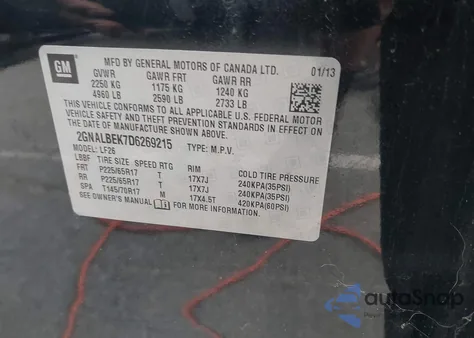 GM
MFD BY GENERAL MOTORS OF CANADA LTD.
01/13
GVWR GAWR FRT GAWR RR
2250 KG 1175 KG 1240 KG
4960 LB 2590 LB 2733 LB
THIS VEHICLE CONFORMS TO ALL APPLICABLE U.S. FEDERAL MOTOR
VEHICLE SAFETY AND THEFT PREVENTION STANDARDS IN EFFECT ON
THE DATE OF MANUFACTURE SHOWN ABOVE.
2GNALBEK7D6269215 TYPE: M.P.V.
MODEL: LF26
TIRE SIZE SPEED RTG RIM COLD TIRE PRESSURE
FRT P225/65R17 T 17X7J 240KPA(35PSI)
RR P225/65R17 T 17X7J 240KPA(35PSI)
SPA T145/70R17 M 17X4.5T 420KPA(60PSI)
SEE OWNER'S MANUAL FOR MORE INFORMATION.
autoSnap